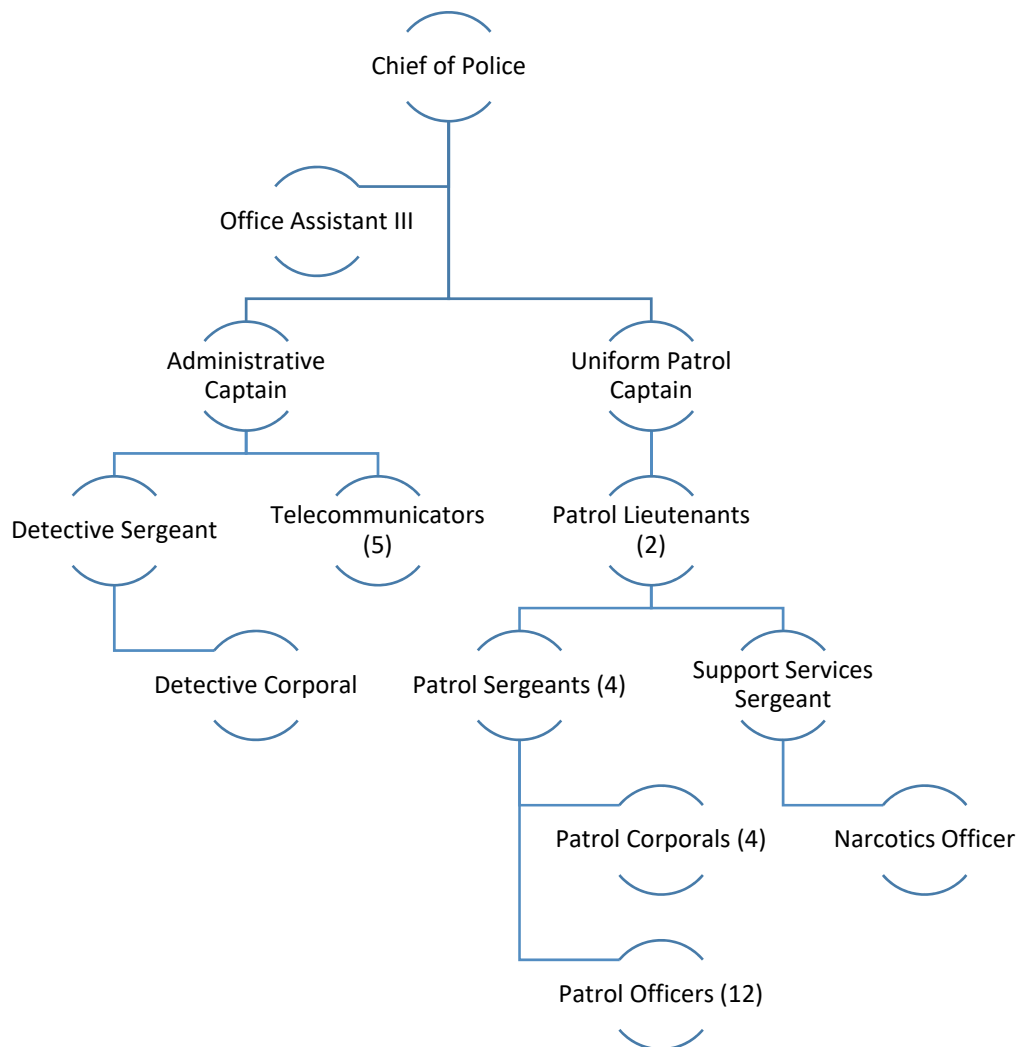 Chief of Police
Office Assistant III
Administrative
Captain
Uniform Patrol
Captain
Detective Sergeant
Telecommunicators
(5)
Patrol Lieutenants
(2)
Detective Corporal
Patrol Sergeants (4)
Support Services
Sergeant
Patrol Corporals (4)
Narcotics Officer
Patrol Officers (12)